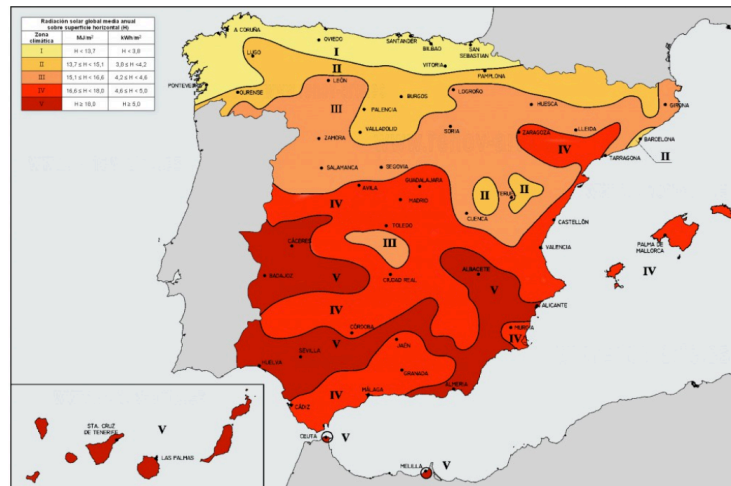 Radiación solar global media anual
sobre superficie horizontal (H)
Zona climática MJ/m² kWh/m²
I H < 13,7 H < 3,8
II 13,7 ≤ H < 15,1 3,8 ≤ H <4,2
III 15,1 ≤ H < 16,6 4,2 ≤ H < 4,6
IV 16,6 ≤ H < 18,0 4,6 ≤ H < 5,0
V H ≥ 18,0 H ≥ 5,0
A CORUÑA
OVIEDO
SANTANDER
BILBAO
SAN SEBASTIAN
I
LUGO
VITORIA
II
PAMPLONA
LEÓN
PONTEVEDRA
OURENSE
BURGOS
LOGROÑO
HUESCA
GIRONA
III
PALENCIA
VALLADOLID
ZAMORA
SORIA
ZARAGOZA
LLEIDA
BARCELONA
IV
TARRAGONA
II
SALAMANCA
SEGOVIA
AVILA
GUADALAJARA
II
II
TERUEL
IV
MADRID
CUENCA
CASTELLÓN
TOLEDO
CÁCERES
III
VALENCIA
PALMA DE MALLORCA
IV
BADAJOZ
V
CIUDAD REAL
ALBACETE
V
IV
ALICANTE
CÓRDOBA
MURCIA
IV
V
SEVILLA
JAÉN
HUELVA
GRANADA
IV
MÁLAGA
ALMERÍA
CÁDIZ
STA. CRUZ DE TENERIFE
V
LAS PALMAS
CEUTA
V
MELILLA
V